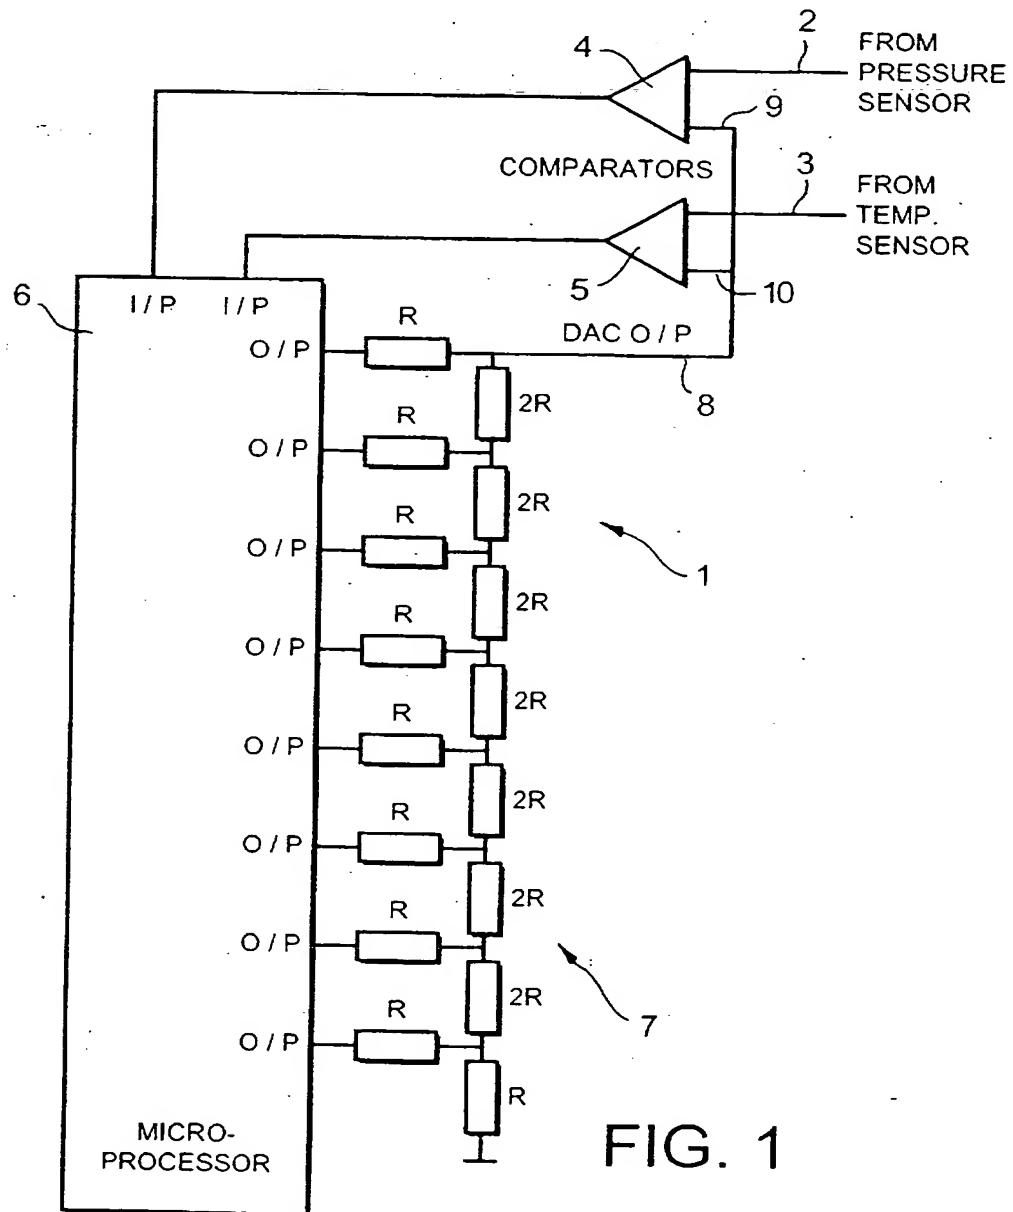 2
FROM
PRESSURE
SENSOR
4
9
COMPARATORS
3
FROM
TEMP.
SENSOR
5
10
6
I/P I/P
DAC O/P
8
O/P R
2R
O/P R
2R
O/P R
1
2R
O/P R
2R
O/P R
2R
O/P R
2R
O/P R
2R
7
O/P R
R
MICRO-
PROCESSOR
FIG. 1